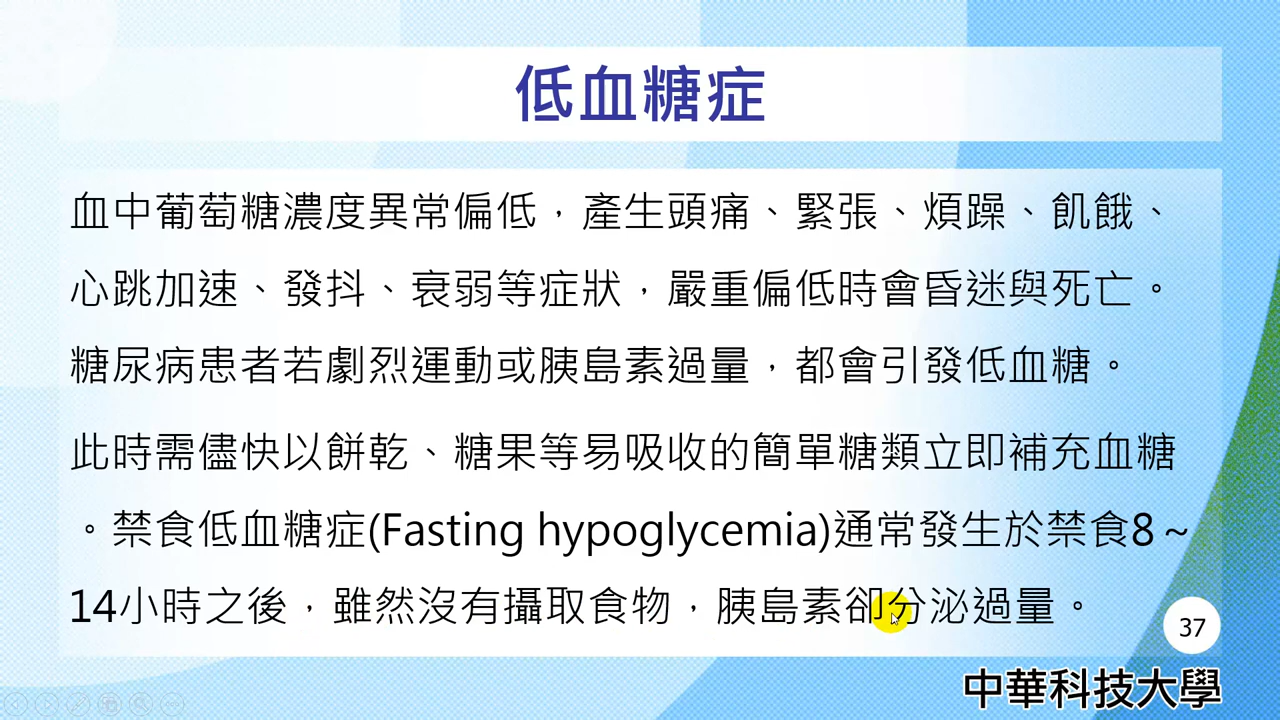 低血糖症
血中葡萄糖濃度異常偏低，產生頭痛、緊張、煩躁、飢餓、
心跳加速、發抖、衰弱等症狀，嚴重偏低時會昏迷與死亡。
糖尿病患者若劇烈運動或胰島素過量，都會引發低血糖。
此時需儘快以餅乾、糖果等易吸收的簡單糖類立即補充血糖
。禁食低血糖症(Fasting hypoglycemia)通常發生於禁食8～
14小時之後，雖然沒有攝取食物，胰島素卻分泌過量。
37
中華科技大學